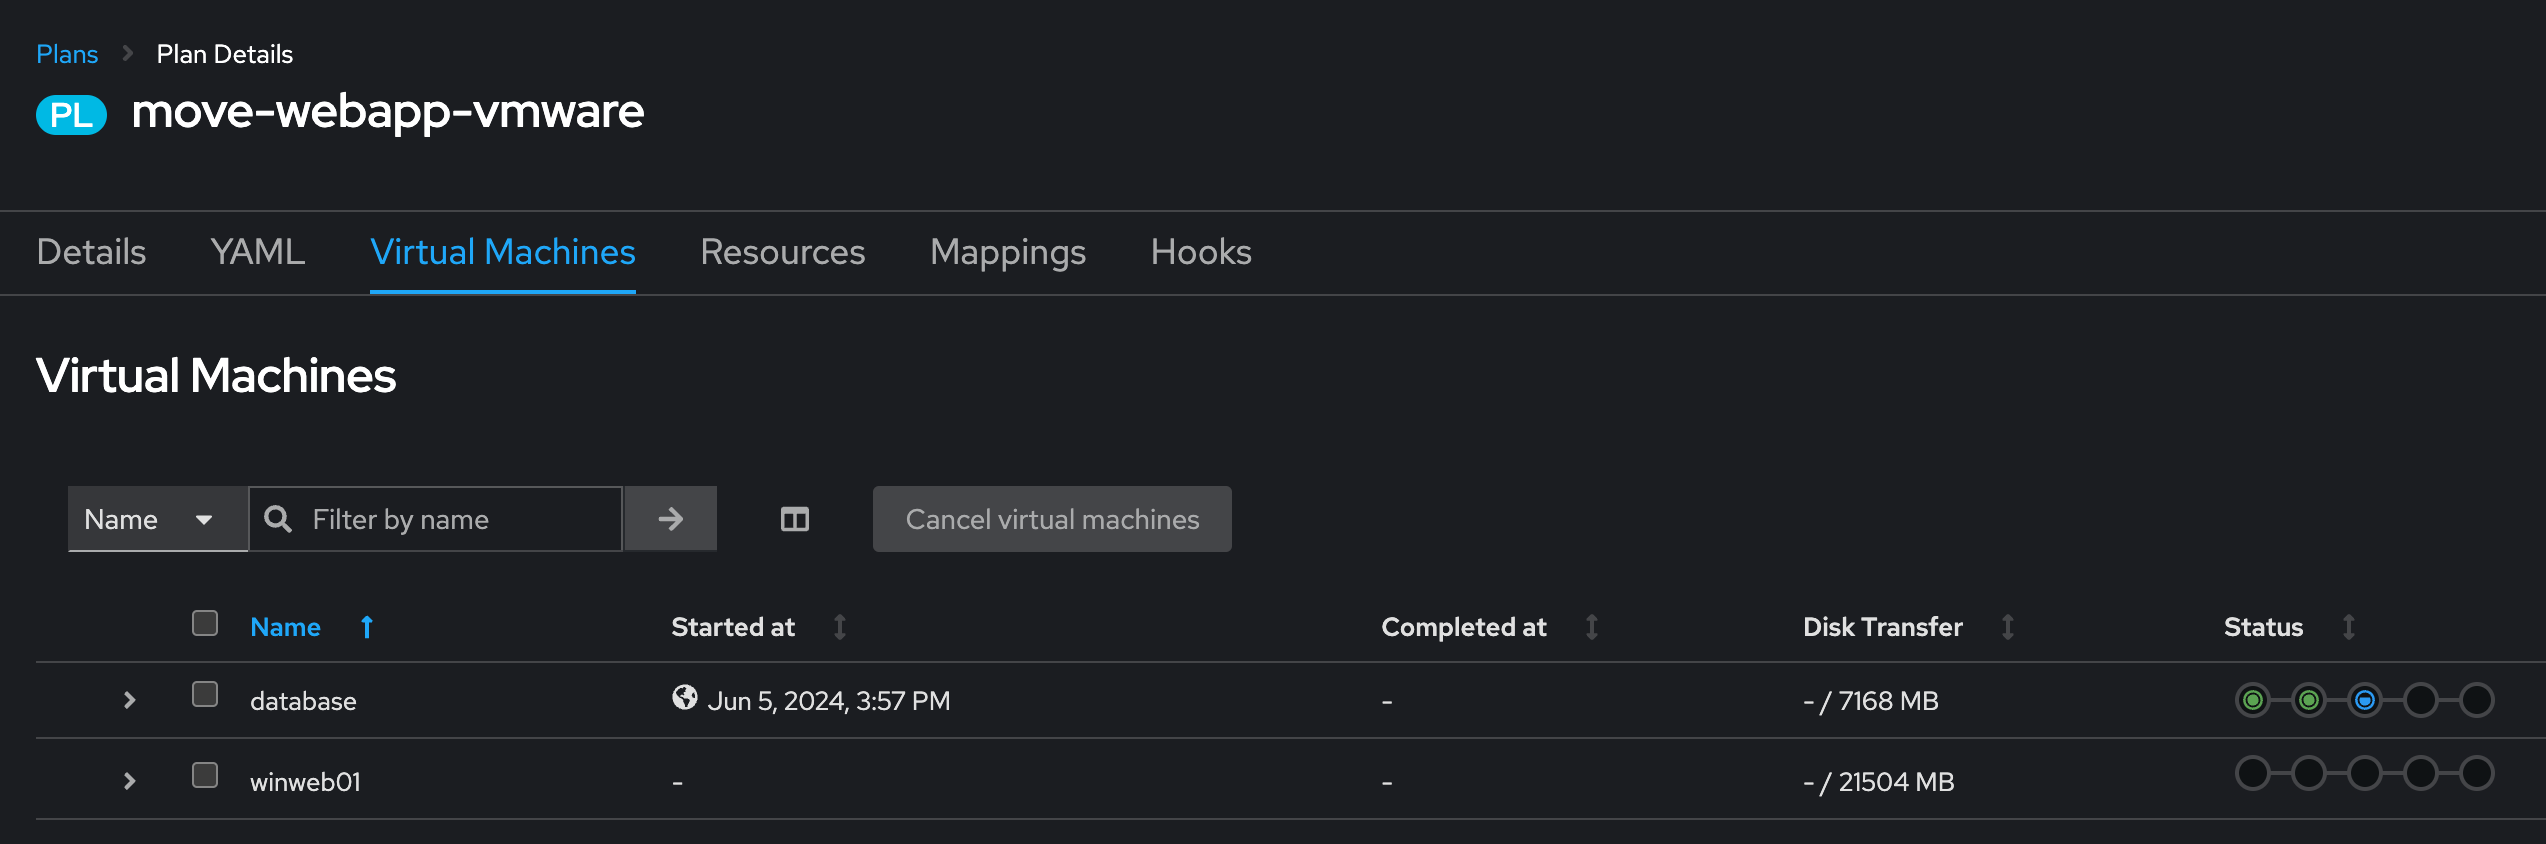 Plans > Plan Details
PL move-webapp-vmware
Details YAML Virtual Machines Resources Mappings Hooks
Virtual Machines
Name Filter by name Cancel virtual machines
Name Started at Completed at Disk Transfer Status
database Jun 5, 2024, 3:57 PM - - / 7168 MB
winweb01 - - - / 21504 MB